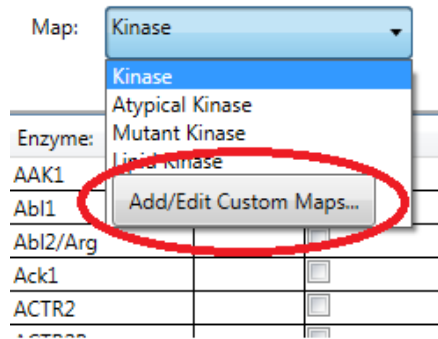 Map: Kinase
Kinase
Atypical Kinase
Mutant Kinase
Lipid Kinase
Add/Edit Custom Maps...
Enzyme:
AAK1
Abl1
Abl2/Arg
Ack1
ACTR2